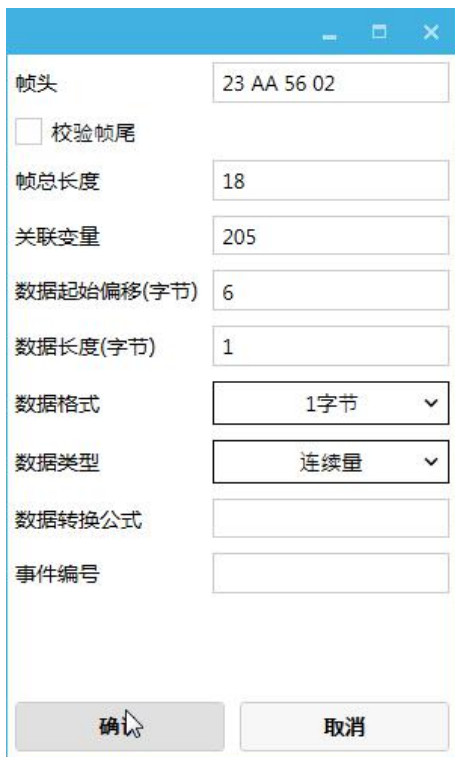 帧头
23 AA 56 02
校验帧尾
帧总长度
18
关联变量
205
数据起始偏移(字节)
6
数据长度(字节)
1
数据格式
1字节
数据类型
连续量
数据转换公式
事件编号
确认
取消